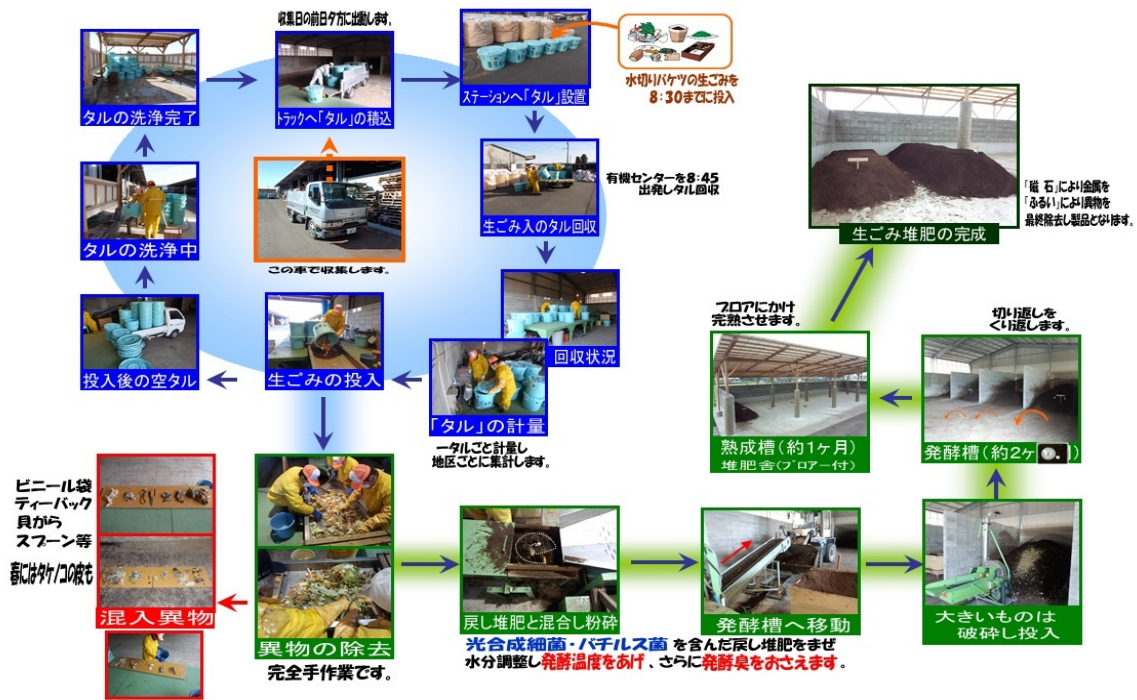 収集日の前日夕方に出動します。
タルの洗浄完了
トラックへ「タル」の積込
ステーションへ「タル」設置
水切りバケツの生ごみを
8:30までに投入
タルの洗浄中
この車で収集します。
生ごみ入のタル回収
有機センターを8:45
出発しタル回収
投入後の空タル
生ごみの投入
回収状況
「タル」の計量
一タルごと計量し
地区ごとに集計します。
ビニール袋
ティーバック
貝がら
スプーン等
春にはタケノコの皮も
混入異物
異物の除去
完全手作業です。
戻し堆肥と混合し粉砕
光合成細菌・バチルス菌を含んだ戻し堆肥をまぜ
水分調整し発酵温度をあげ、さらに発酵臭をおさえます。
発酵槽へ移動
大きいものは
破砕し投入
切り返しを
くり返します。
発酵槽(約2ヶ
ブロアにかけ
完熟させます。
熟成槽(約1ヶ月)
堆肥舎(ブロアー付)
生ごみ堆肥の完成
「磁 石」により金属を
「ふるい」により異物を
最終除去し製品となります。